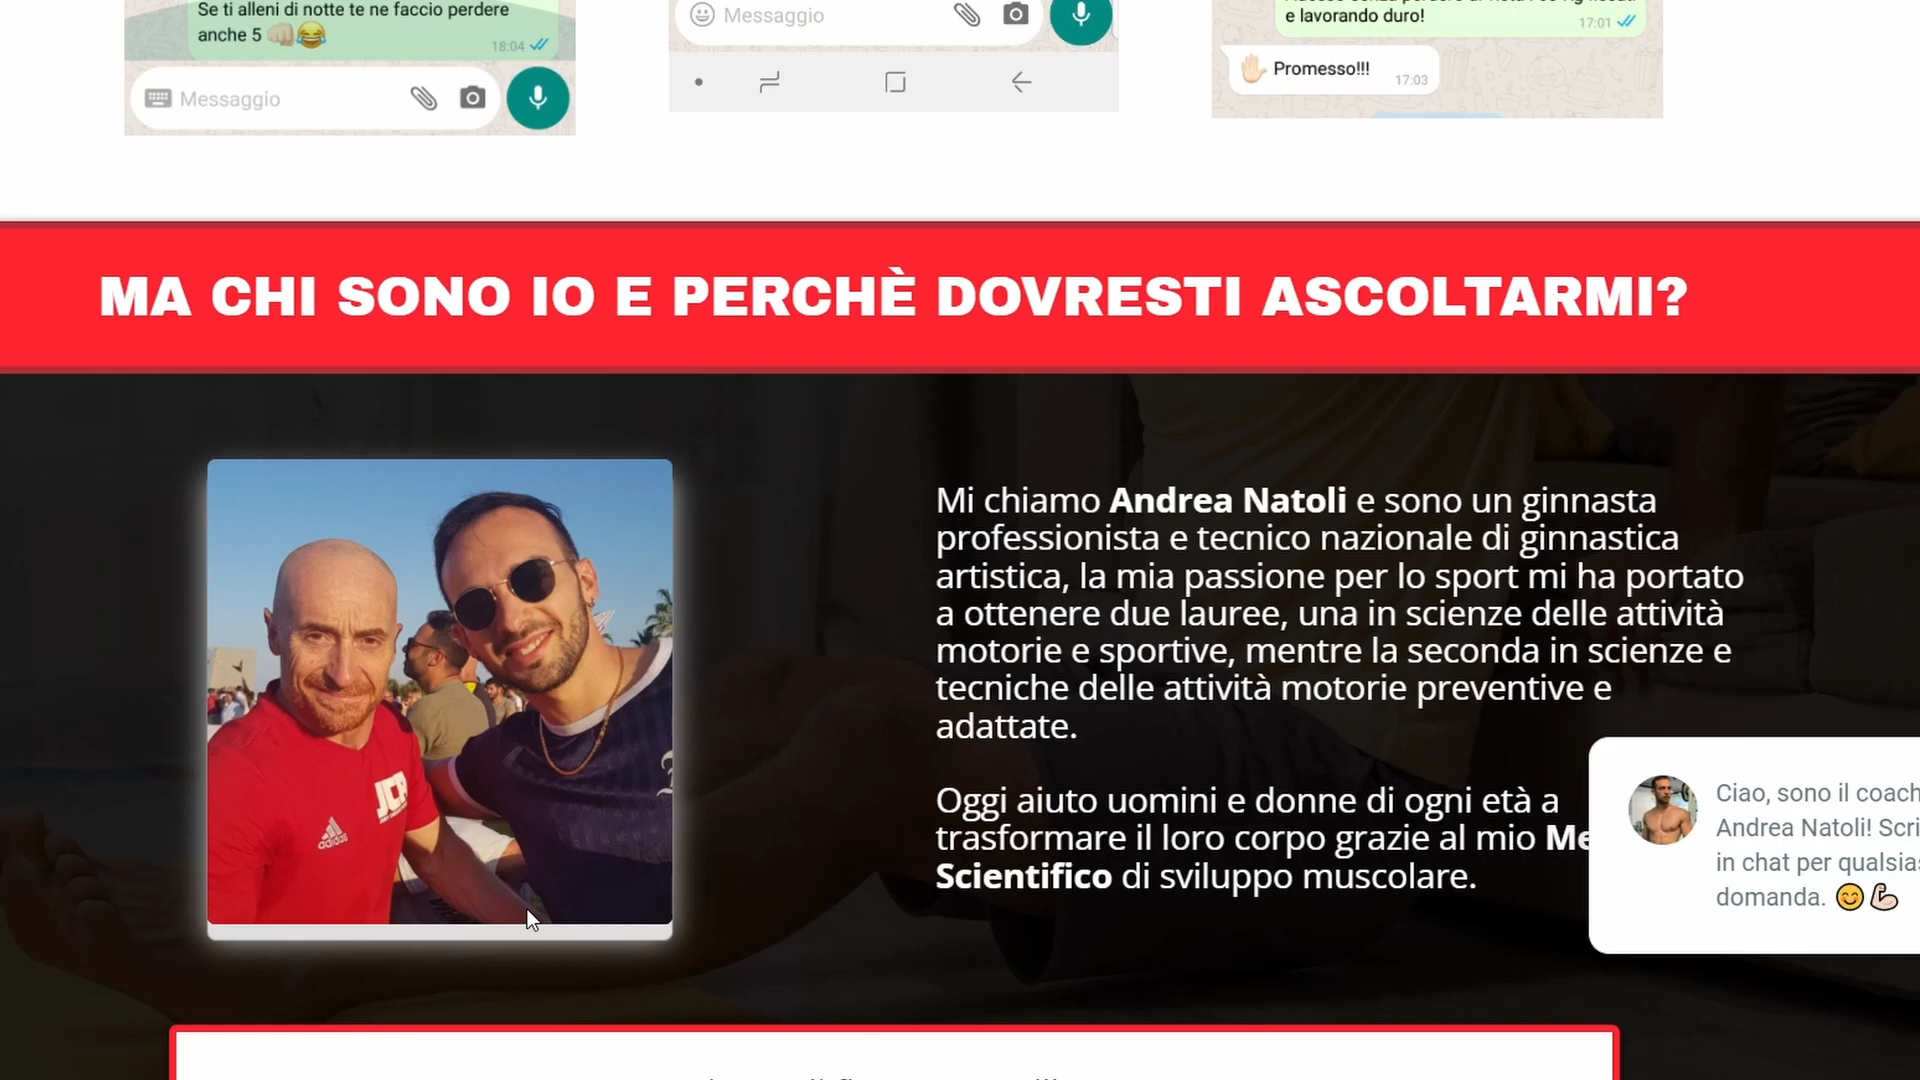 Se ti alleni di notte te ne faccio perdere
anche 5 👊🏻😂
18:04
Messaggio
Messaggio
e lavorando duro!
17:01
🖐🏻 Promesso!!!
17:03
MA CHI SONO IO E PERCHÈ DOVRESTI ASCOLTARMI?
JCR
adidas
Mi chiamo Andrea Natoli e sono un ginnasta
professionista e tecnico nazionale di ginnastica
artistica, la mia passione per lo sport mi ha portato
a ottenere due lauree, una in scienze delle attività
motorie e sportive, mentre la seconda in scienze e
tecniche delle attività motorie preventive e
adattate.
Oggi aiuto uomini e donne di ogni età a
trasformare il loro corpo grazie al mio Me
Scientifico di sviluppo muscolare.
Ciao, sono il coach
Andrea Natoli! Scri
in chat per qualsias
domanda. 😊💪🏻